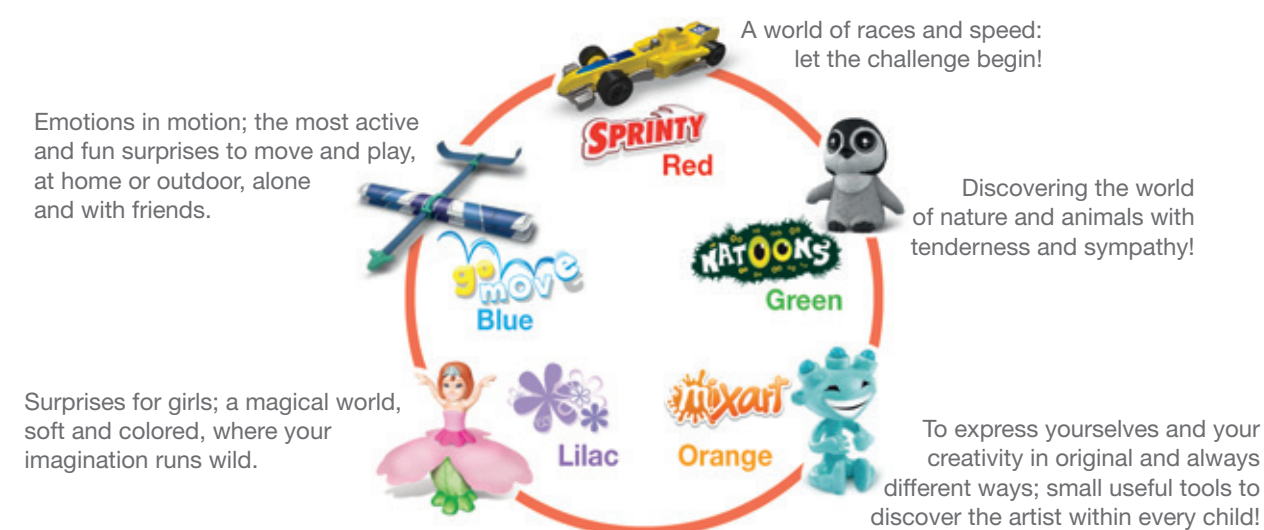 A world of races and speed:
let the challenge begin!
SPRINTY
Red
Emotions in motion; the most active
and fun surprises to move and play,
at home or outdoor, alone
and with friends.
Discovering the world
of nature and animals with
tenderness and sympathy!
NATOONS
Green
go
move
Blue
Surprises for girls; a magical world,
soft and colored, where your
imagination runs wild.
Lilac
mixart
Orange
To express yourselves and your
creativity in original and always
different ways; small useful tools to
discover the artist within every child!